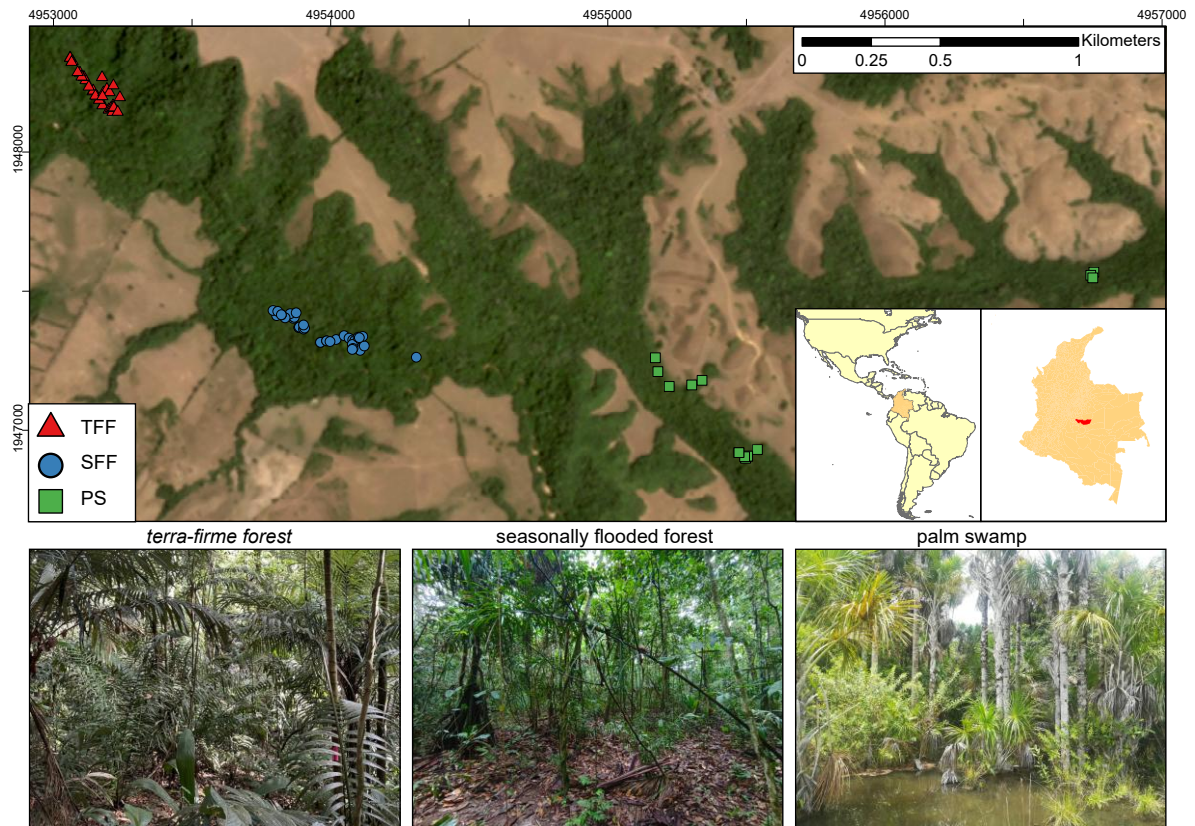 4953000 4954000 4955000 4956000 4957000
Kilometers
0 0.25 0.5 1
1948000
1947000
TFF
SFF
PS
terra-firme forest seasonally flooded forest palm swamp